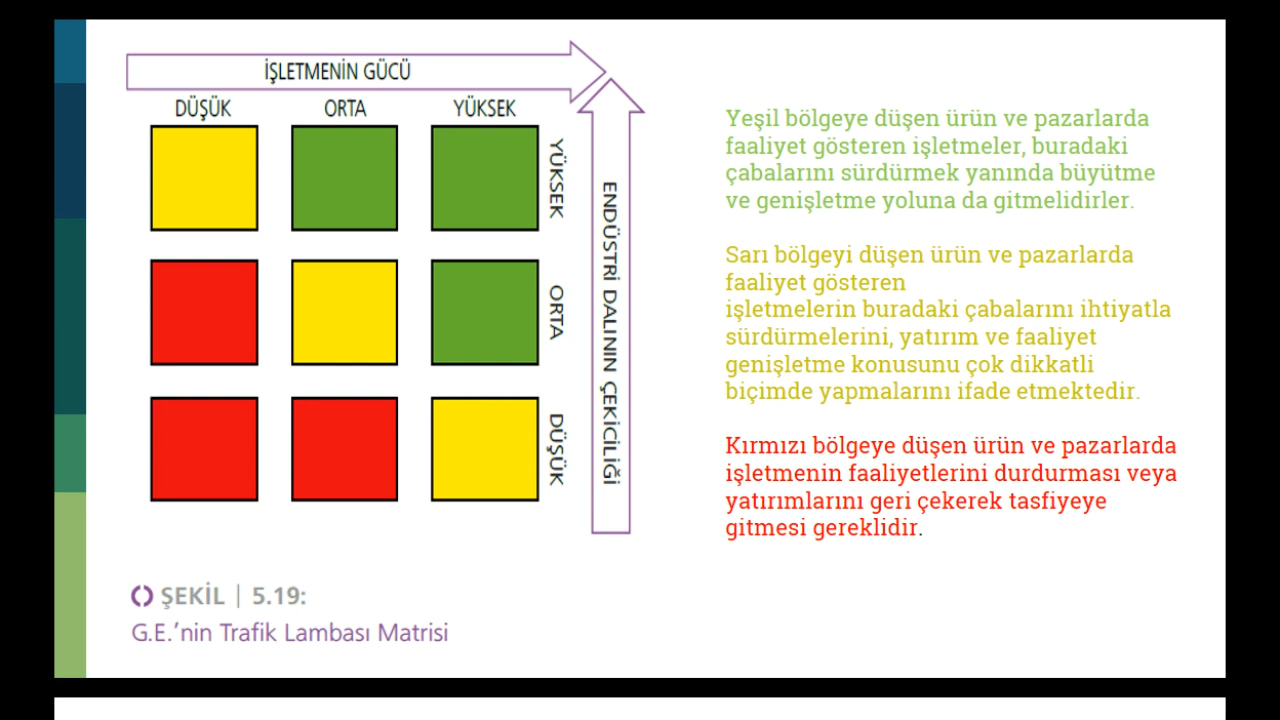 İŞLETMENİN GÜCÜ
DÜŞÜK ORTA YÜKSEK
YÜKSEK
ORTA
DÜŞÜK
ENDÜSTRİ DALININ ÇEKİCİLİĞİ
Yeşil bölgeye düşen ürün ve pazarlarda
faaliyet gösteren işletmeler, buradaki
çabalarını sürdürmek yanında büyütme
ve genişletme yoluna da gitmelidirler.
Sarı bölgeyi düşen ürün ve pazarlarda
faaliyet gösteren
işletmelerin buradaki çabalarını ihtiyatla
sürdürmelerini, yatırım ve faaliyet
genişletme konusunu çok dikkatli
biçimde yapmalarını ifade etmektedir.
Kırmızı bölgeye düşen ürün ve pazarlarda
işletmenin faaliyetlerini durdurması veya
yatırımlarını geri çekerek tasfiyeye
gitmesi gereklidir.
ŞEKİL | 5.19:
G.E.’nin Trafik Lambası Matrisi